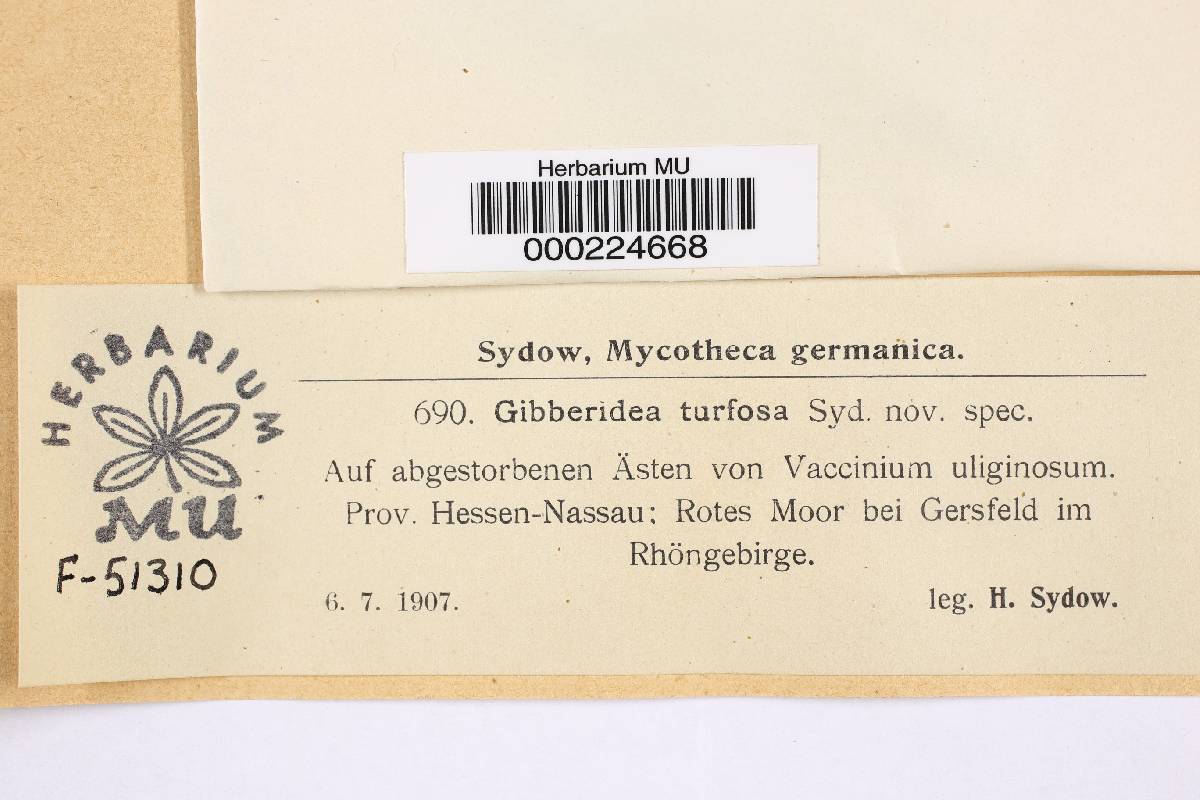 Herbarium MU
000224668
HERBARIUM
MU
F-51310
Sydow, Mycotheca germanica.
690. Gibberidea turfosa Syd. nov. spec.
Auf abgestorbenen Ästen von Vaccinium uliginosum.
Prov. Hessen-Nassau; Rotes Moor bei Gersfeld im
Rhöngebirge.
6. 7. 1907. leg. H. Sydow.